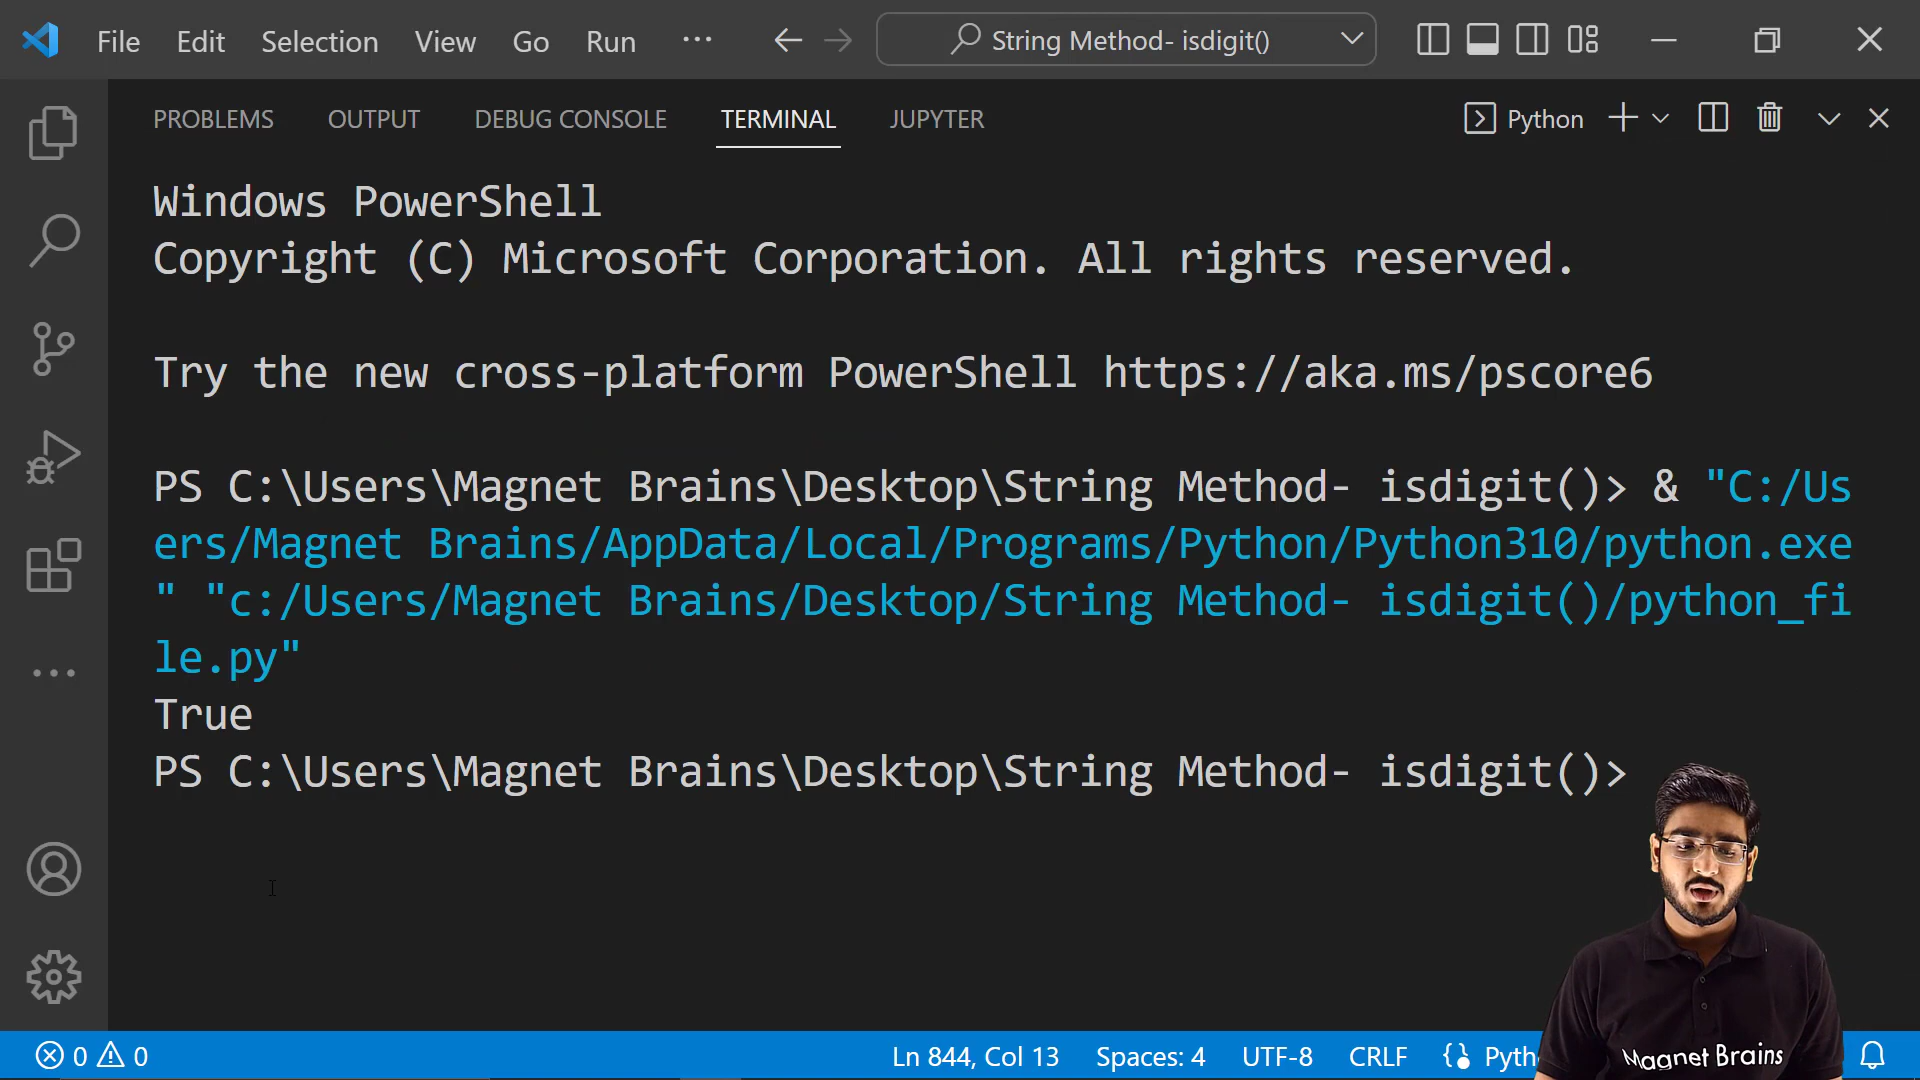 File Edit Selection View Go Run ··· String Method- isdigit()
PROBLEMS OUTPUT DEBUG CONSOLE TERMINAL JUPYTER Python
Windows PowerShell
Copyright (C) Microsoft Corporation. All rights reserved.
Try the new cross-platform PowerShell https://aka.ms/pscore6
PS C:\Users\Magnet Brains\Desktop\String Method- isdigit()> & "C:/Us
ers/Magnet Brains/AppData/Local/Programs/Python/Python310/python.exe
" "c:/Users/Magnet Brains/Desktop/String Method- isdigit()/python_fi
le.py"
True
PS C:\Users\Magnet Brains\Desktop\String Method- isdigit()>
Magnet Brains
0 0 Ln 844, Col 13 Spaces: 4 UTF-8 CRLF Pyth